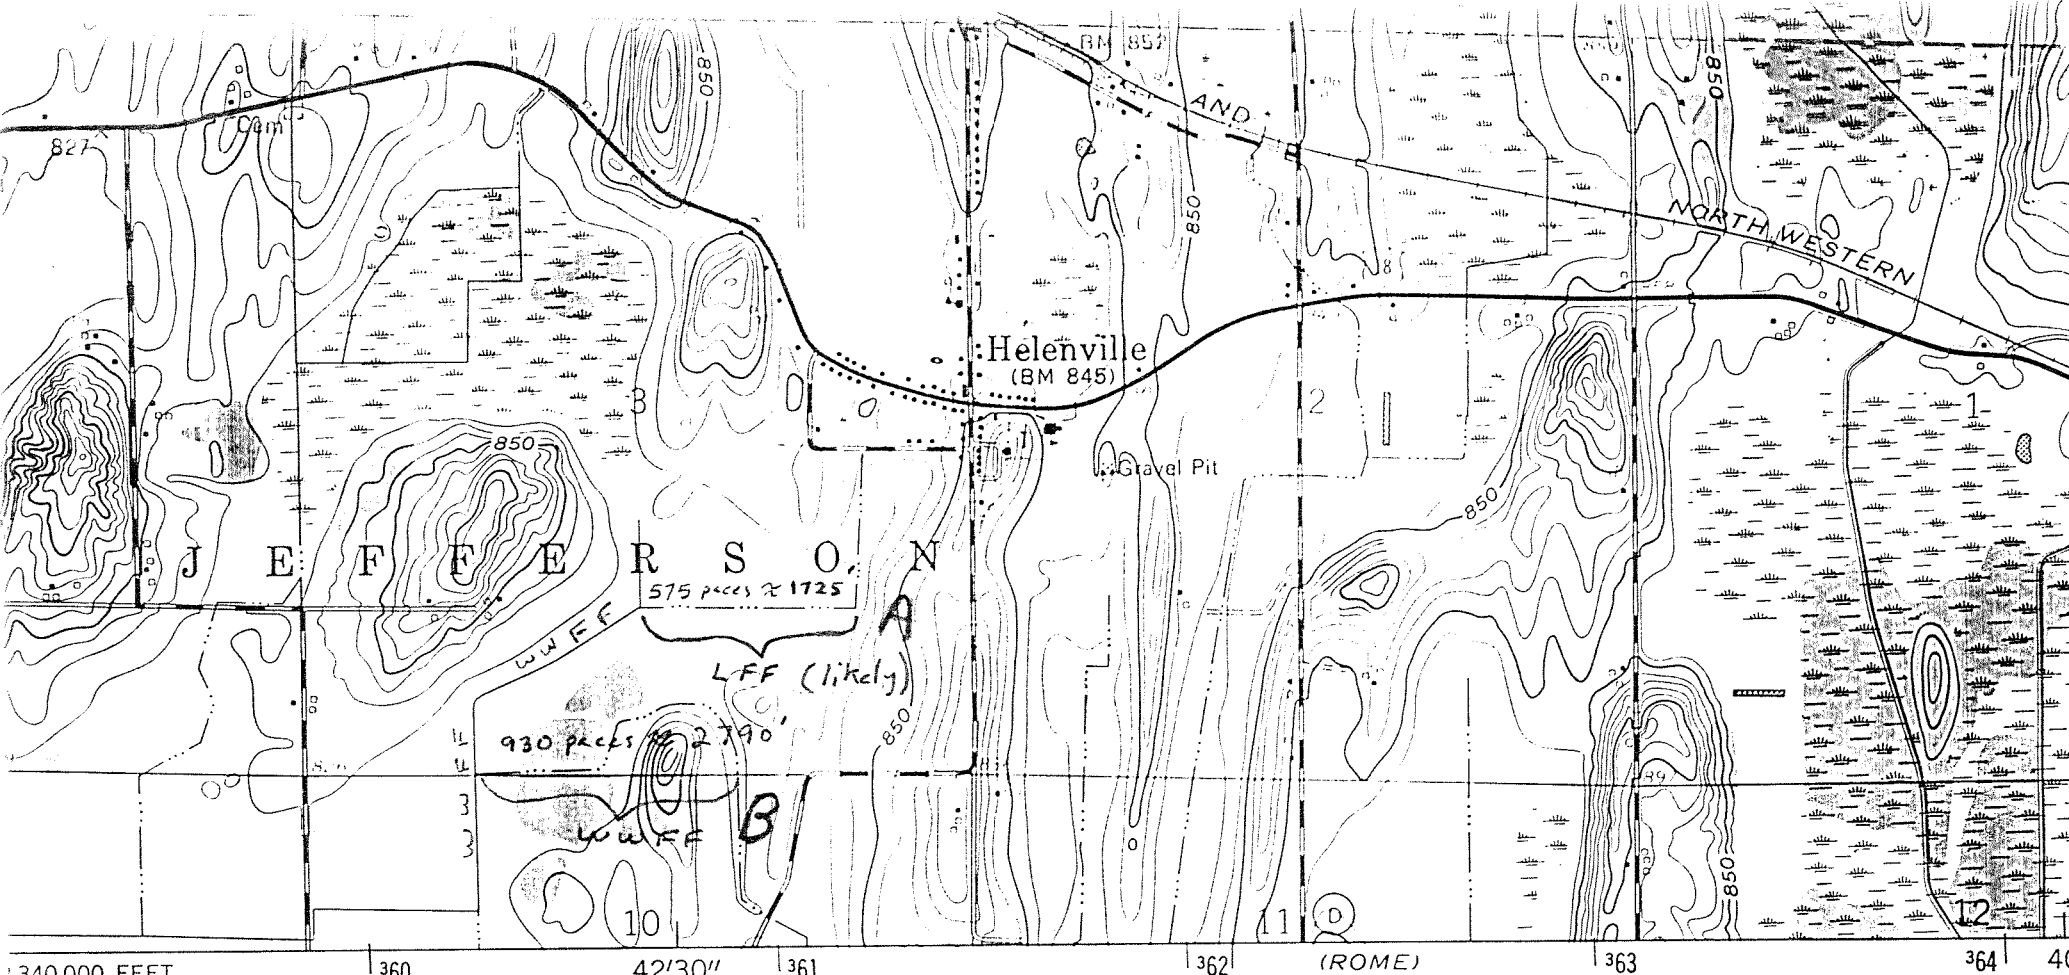 BM 852
850
850
AND
Cem
827
850
NORTH WESTERN
Helenville
(BM 845)
3
2
1
850
Gravel Pit
850
JEFFERSON
575 paces ≈ 1725
WWFF
A
LFF (likely)
850
930 paces ≈ 2790'
WWFF
B
850
10
11
D
12
340 000 FEET
360
42'30"
361
362
(ROME)
363
364